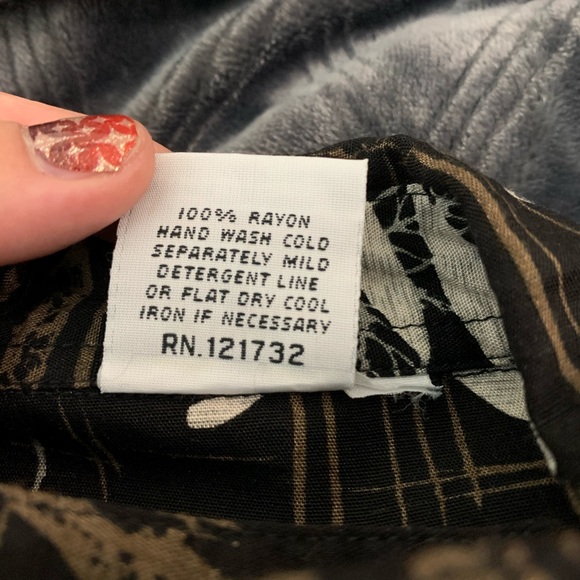 100% RAYON
HAND WASH COLD
SEPARATELY MILD
DETERGENT LINE
OR FLAT DRY COOL
IRON IF NECESSARY
RN.121732